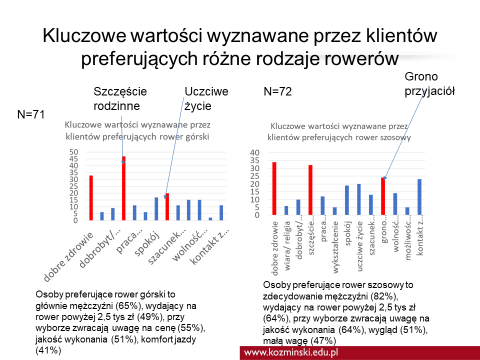 Kluczowe wartości wyznawane przez klientów
preferujących różne rodzaje rowerów
Szczęście
rodzinne
Uczciwe
życie
N=71
Kluczowe wartości wyznawane przez
klientów preferujących rower górski
50
45
40
35
30
25
20
15
10
5
0
dobre zdrowie
dobrobyt/…
praca…
spokój
szacunek…
wolność…
kontakt z…
Osoby preferujące rower górski to
głównie mężczyźni (65%), wydający na
rower powyżej 2,5 tys zł (49%), przy
wyborze zwracają uwagę na cenę (55%),
jakość wykonania (51%), komfort jazdy
(41%)
N=72
Grono
przyjaciół
Kluczowe wartości wyznawane przez
klientów preferujących rower szosowy
40
35
30
25
20
15
10
5
0
dobre zdrowie
wiara/ religia
dobrobyt/…
szczęście…
praca…
wykształcenie
spokój
uczciwe życie
szacunek…
grono…
wolność…
możliwość…
kontakt z…
Osoby preferujące rower szosowy to
zdecydowanie mężczyźni (82%),
wydający na rower powyżej 2,5 tys zł
(64%), przy wyborze zwracają uwagę na
jakość wykonania (64%), wygląd (51%),
małą wagę (47%)
www.kozminski.edu.pl